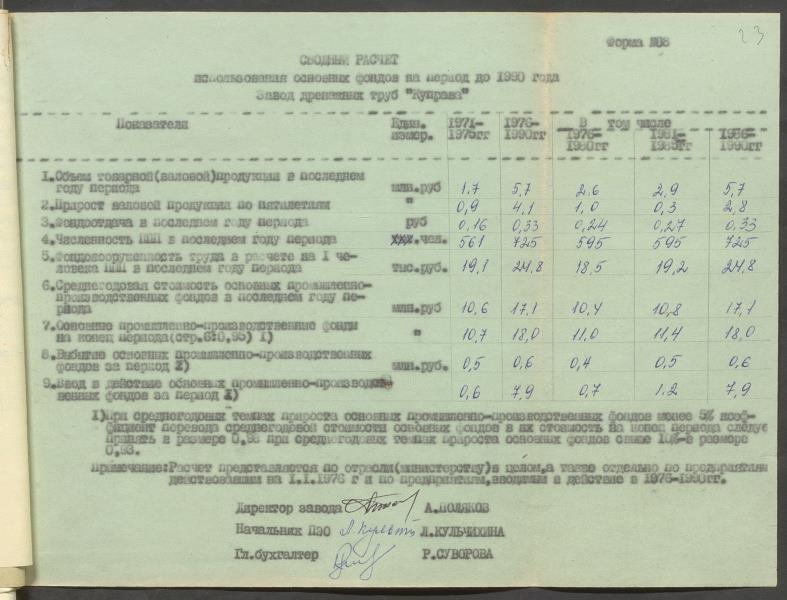 23
Форма №8
СВОДНЫЙ РАСЧЕТ
использования основных фондов на период до 1990 года
Завод дренажных труб "Куправа"
Показатели Един. 1971- 1976- В том числе
измер. 1975гг 1990гг 1976- 1981- 1986-
1980гг 1985гг 1990гг
1. Объем товарной(валовой)продукции в последнем
году периода млн.руб 1,7 5,7 2,6 2,9 5,7
2. Прирост валовой продукции по пятилетиям " 0,9 4,1 1,0 0,3 2,8
3. Фондоотдача в последнем году периода руб 0,16 0,33 0,24 0,27 0,33
4. Численность ППП в последнем году периода чел. 561 725 595 595 725
5. Фондовооруженность труда в расчете на I че-
ловека ППП в последнем году периода тыс.руб. 19,1 24,8 18,5 19,2 24,8
6. Среднегодовая стоимость основных промышленно-
производственных фондов в последнем году пе-
риода млн.руб 10,6 17,1 10,4 10,8 17,1
7. Основные промышленно-производственные фонды
на конец периода(стр.6:0,95) I) " 10,7 18,0 11,0 11,4 18,0
8. Выбытие основных промышленно-производственных
фондов за период 2) млн.руб. 0,5 0,6 0,4 0,5 0,6
9. Ввод в действие основных промышленно-производст-
венных фондов за период 0,6 7,9 0,7 1.2 7,9
I)При среднегодовых темпах прироста основных промышленно-производственных фондов менее 5% коэф-
фициент перевода среднегодовой стоимости основных фондов в их стоимость на конец периода следуе
принять в размере 0,98 при среднегодовых темпах прироста основных фондов свыше 10%-в размере
0,93.
Примечание:Расчет представляется по отрасли(министерству)в целом,а также отдельно по предприятиям
действовавшим на I.I.1976 г и по предприятиям,вводимым в действие в 1976-1990гг.
Директор завода А.ПОЛЯКОВ
Начальник ПЭО Л.КУЛЬЧИХИНА
Гл.бухгалтер Р.СУВОРОВА